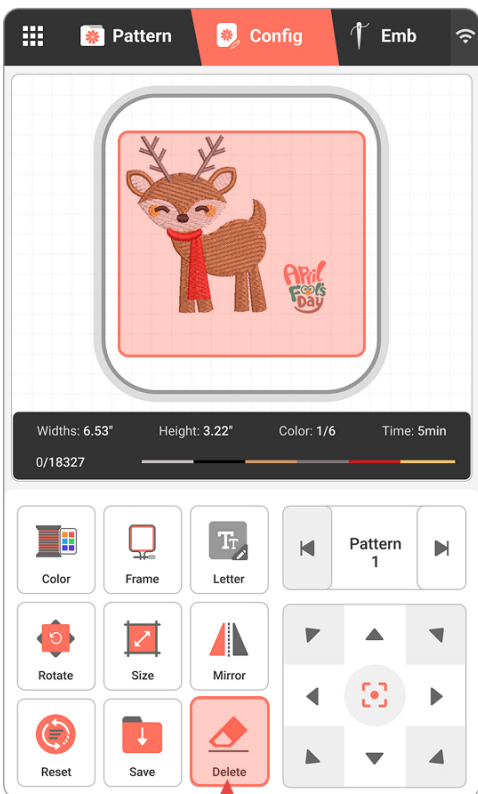 Pattern
Config
Emb
APRIL
FOOL'S
DAY
Widths: 6.53" Height: 3.22" Color: 1/6 Time: 5min
0/18327
Color
Frame
Letter
Pattern
1
Rotate
Size
Mirror
Reset
Save
Delete